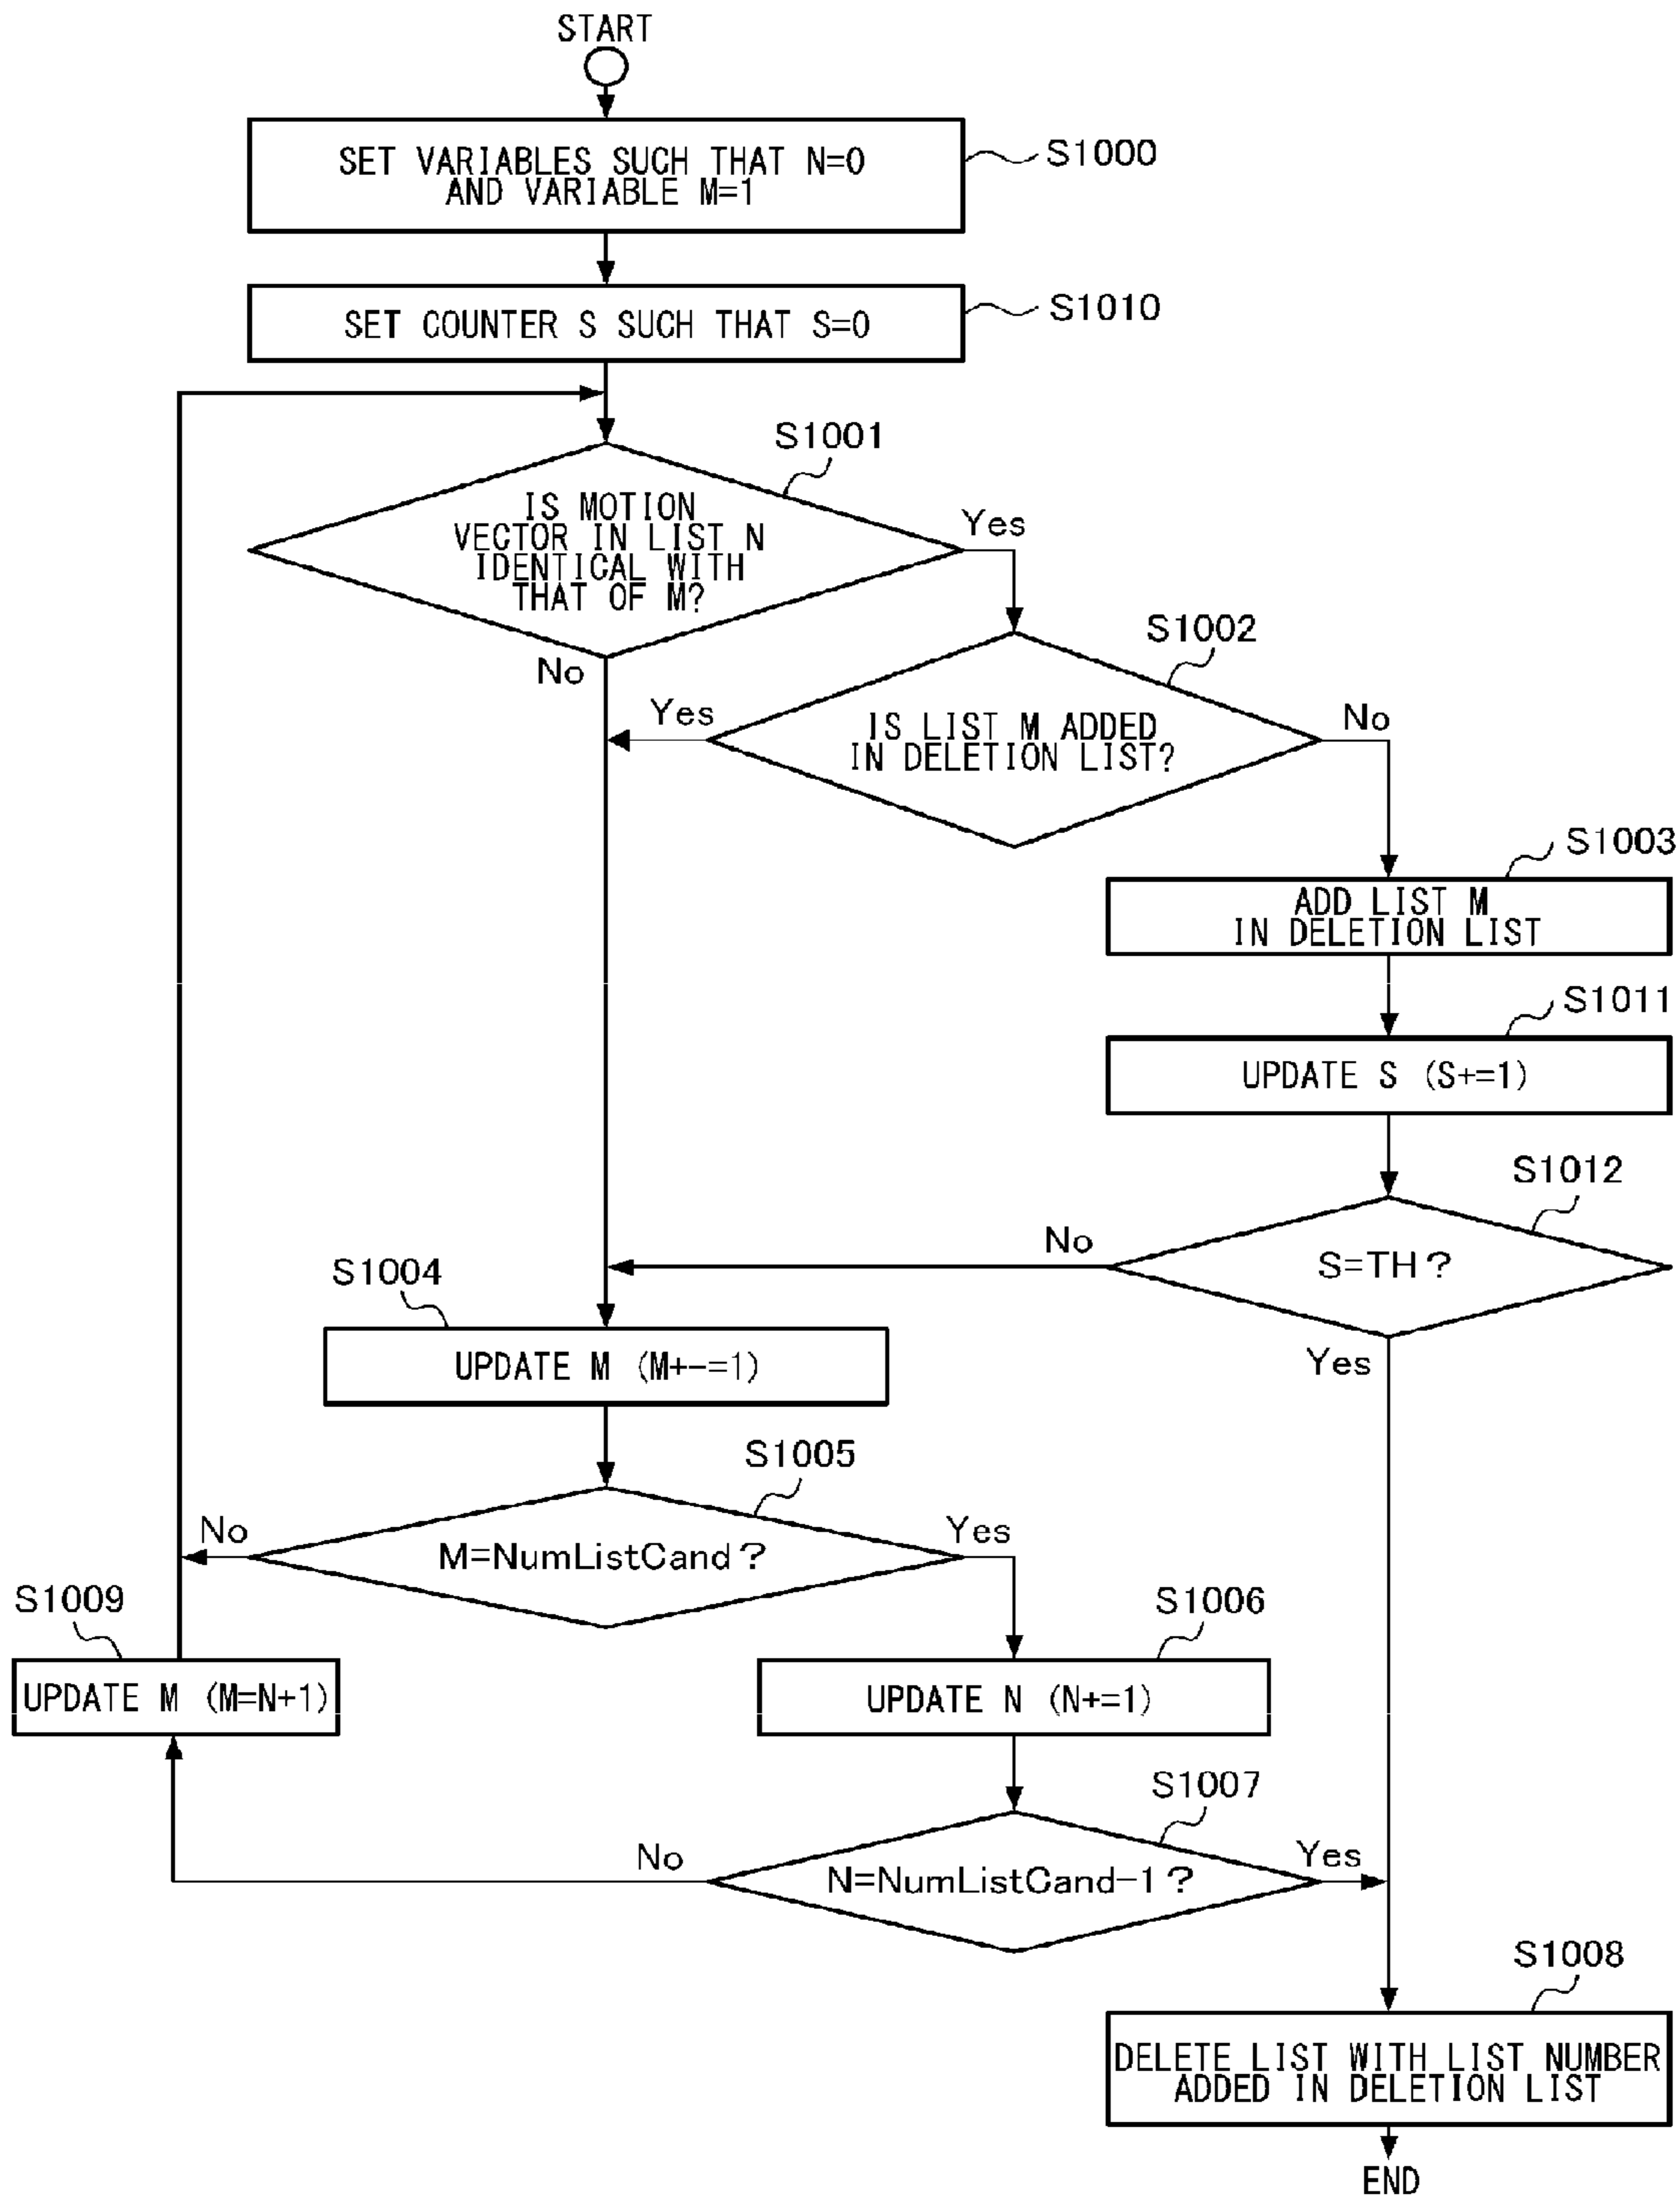 START
SET VARIABLES SUCH THAT N=0
AND VARIABLE M=1
S1000
SET COUNTER S SUCH THAT S=0
S1010
S1001
IS MOTION
VECTOR IN LIST N
IDENTICAL WITH
THAT OF M?
Yes
No
S1002
IS LIST M ADDED
IN DELETION LIST?
Yes
No
S1003
ADD LIST M
IN DELETION LIST
S1011
UPDATE S (S+=1)
S1012
S=TH?
No
Yes
S1004
UPDATE M (M+-=1)
S1005
M=NumListCand?
No
Yes
S1009
UPDATE M (M=N+1)
S1006
UPDATE N (N+=1)
S1007
N=NumListCand-1?
No
Yes
S1008
DELETE LIST WITH LIST NUMBER
ADDED IN DELETION LIST
END